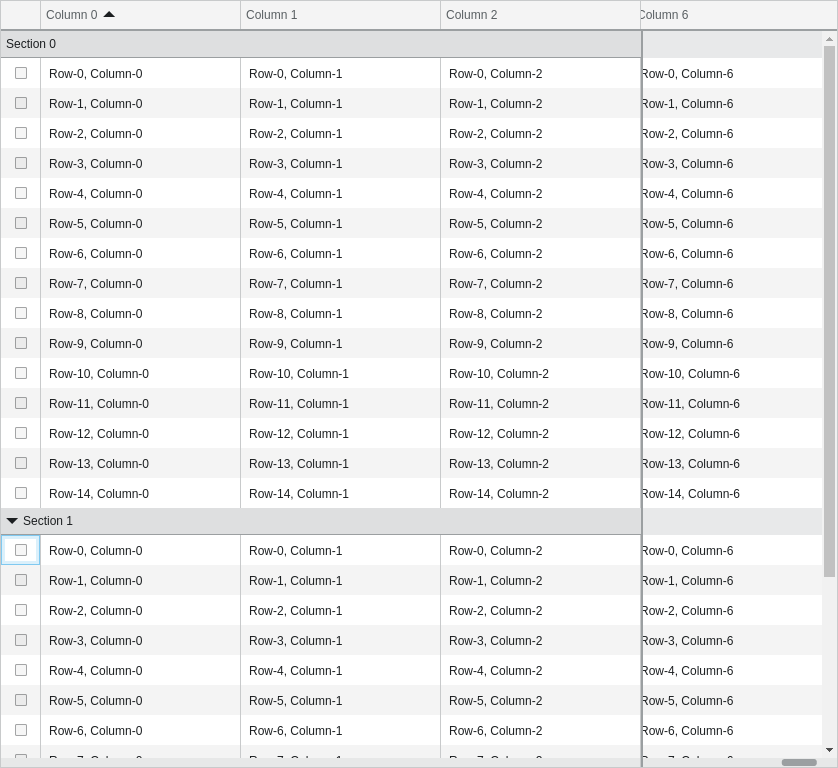 Column 0 Column 1 Column 2 Column 6
Section 0
Row-0, Column-0 Row-0, Column-1 Row-0, Column-2 Row-0, Column-6
Row-1, Column-0 Row-1, Column-1 Row-1, Column-2 Row-1, Column-6
Row-2, Column-0 Row-2, Column-1 Row-2, Column-2 Row-2, Column-6
Row-3, Column-0 Row-3, Column-1 Row-3, Column-2 Row-3, Column-6
Row-4, Column-0 Row-4, Column-1 Row-4, Column-2 Row-4, Column-6
Row-5, Column-0 Row-5, Column-1 Row-5, Column-2 Row-5, Column-6
Row-6, Column-0 Row-6, Column-1 Row-6, Column-2 Row-6, Column-6
Row-7, Column-0 Row-7, Column-1 Row-7, Column-2 Row-7, Column-6
Row-8, Column-0 Row-8, Column-1 Row-8, Column-2 Row-8, Column-6
Row-9, Column-0 Row-9, Column-1 Row-9, Column-2 Row-9, Column-6
Row-10, Column-0 Row-10, Column-1 Row-10, Column-2 Row-10, Column-6
Row-11, Column-0 Row-11, Column-1 Row-11, Column-2 Row-11, Column-6
Row-12, Column-0 Row-12, Column-1 Row-12, Column-2 Row-12, Column-6
Row-13, Column-0 Row-13, Column-1 Row-13, Column-2 Row-13, Column-6
Row-14, Column-0 Row-14, Column-1 Row-14, Column-2 Row-14, Column-6
Section 1
Row-0, Column-0 Row-0, Column-1 Row-0, Column-2 Row-0, Column-6
Row-1, Column-0 Row-1, Column-1 Row-1, Column-2 Row-1, Column-6
Row-2, Column-0 Row-2, Column-1 Row-2, Column-2 Row-2, Column-6
Row-3, Column-0 Row-3, Column-1 Row-3, Column-2 Row-3, Column-6
Row-4, Column-0 Row-4, Column-1 Row-4, Column-2 Row-4, Column-6
Row-5, Column-0 Row-5, Column-1 Row-5, Column-2 Row-5, Column-6
Row-6, Column-0 Row-6, Column-1 Row-6, Column-2 Row-6, Column-6